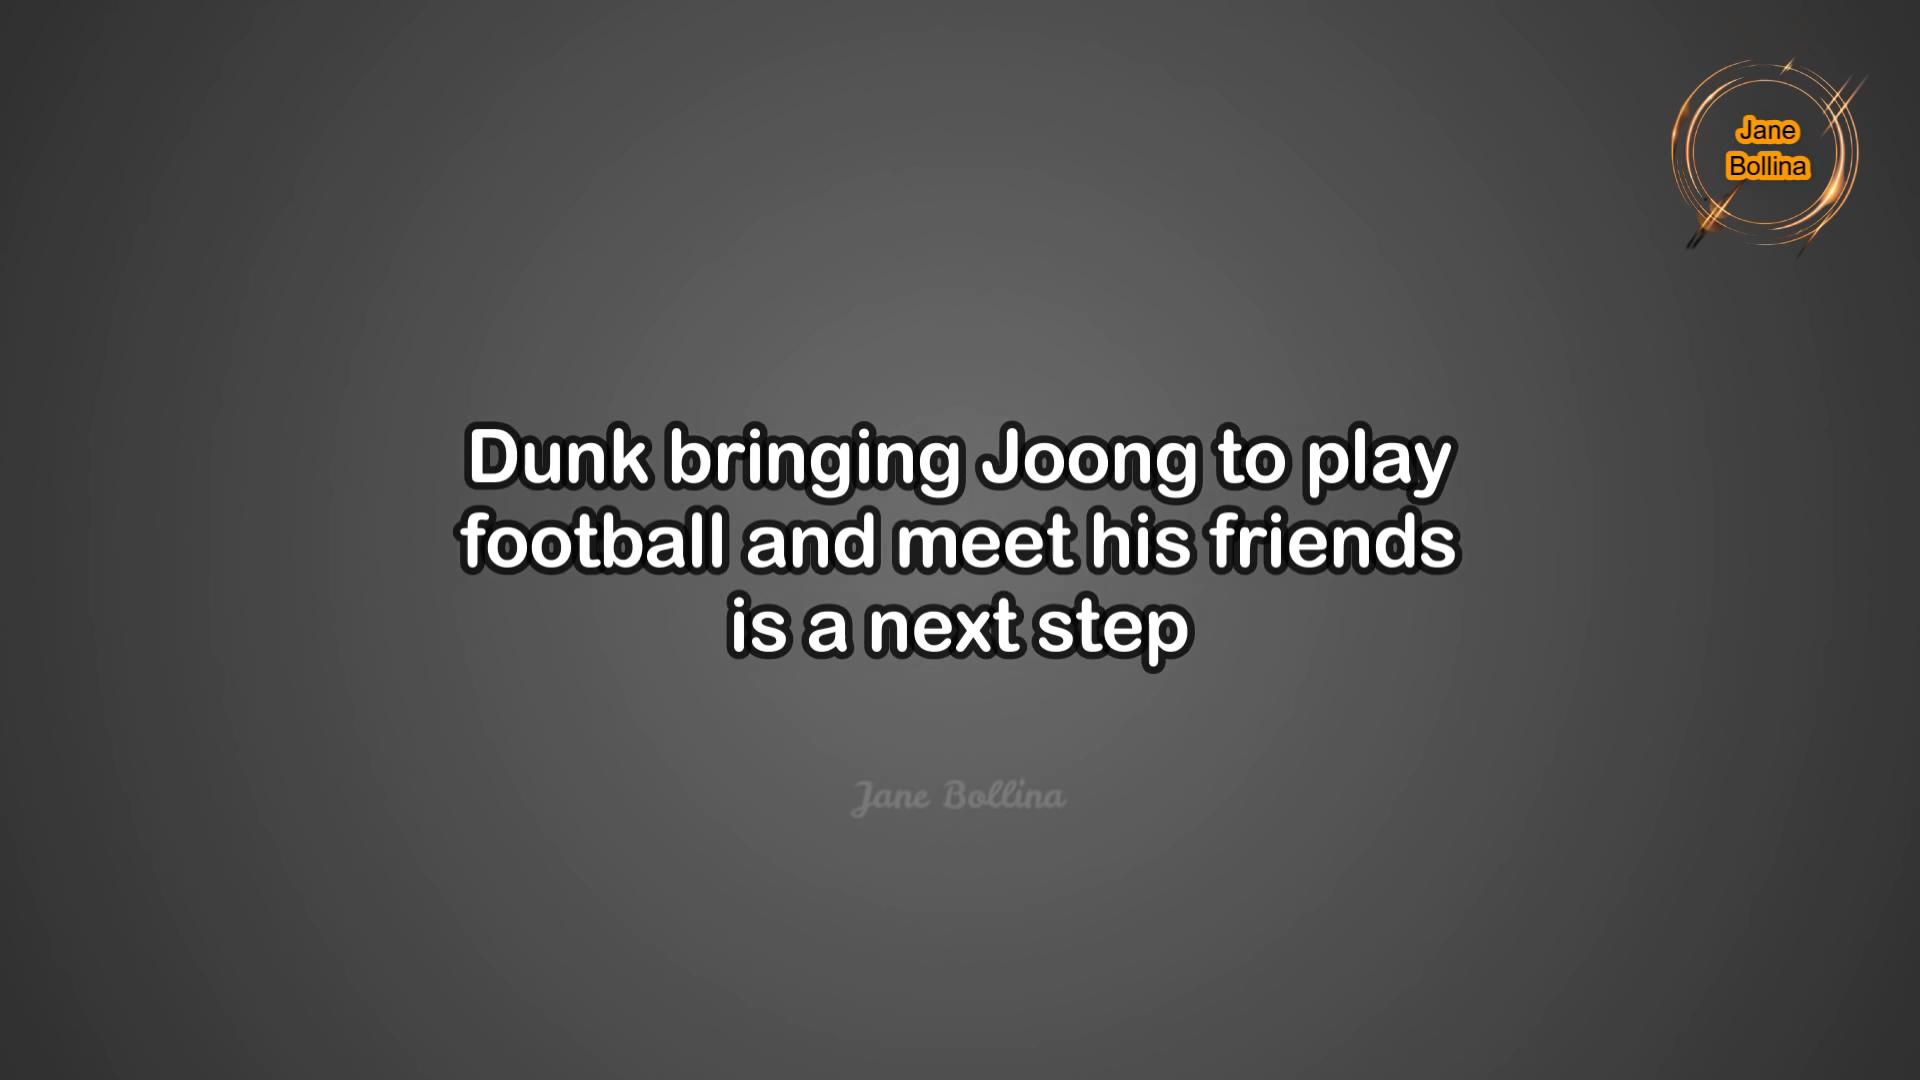 Jane
Bollina
Dunk bringing Joong to play
football and meet his friends
is a next step
Jane Bollina